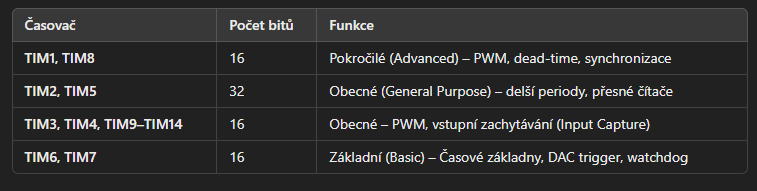 Časovač Počet bitů Funkce
TIM1, TIM8 16 Pokročilé (Advanced) – PWM, dead-time, synchronizace
TIM2, TIM5 32 Obecné (General Purpose) – delší periody, přesné čítače
TIM3, TIM4, TIM9–TIM14 16 Obecné – PWM, vstupní zachytávání (Input Capture)
TIM6, TIM7 16 Základní (Basic) – Časové základny, DAC trigger, watchdog